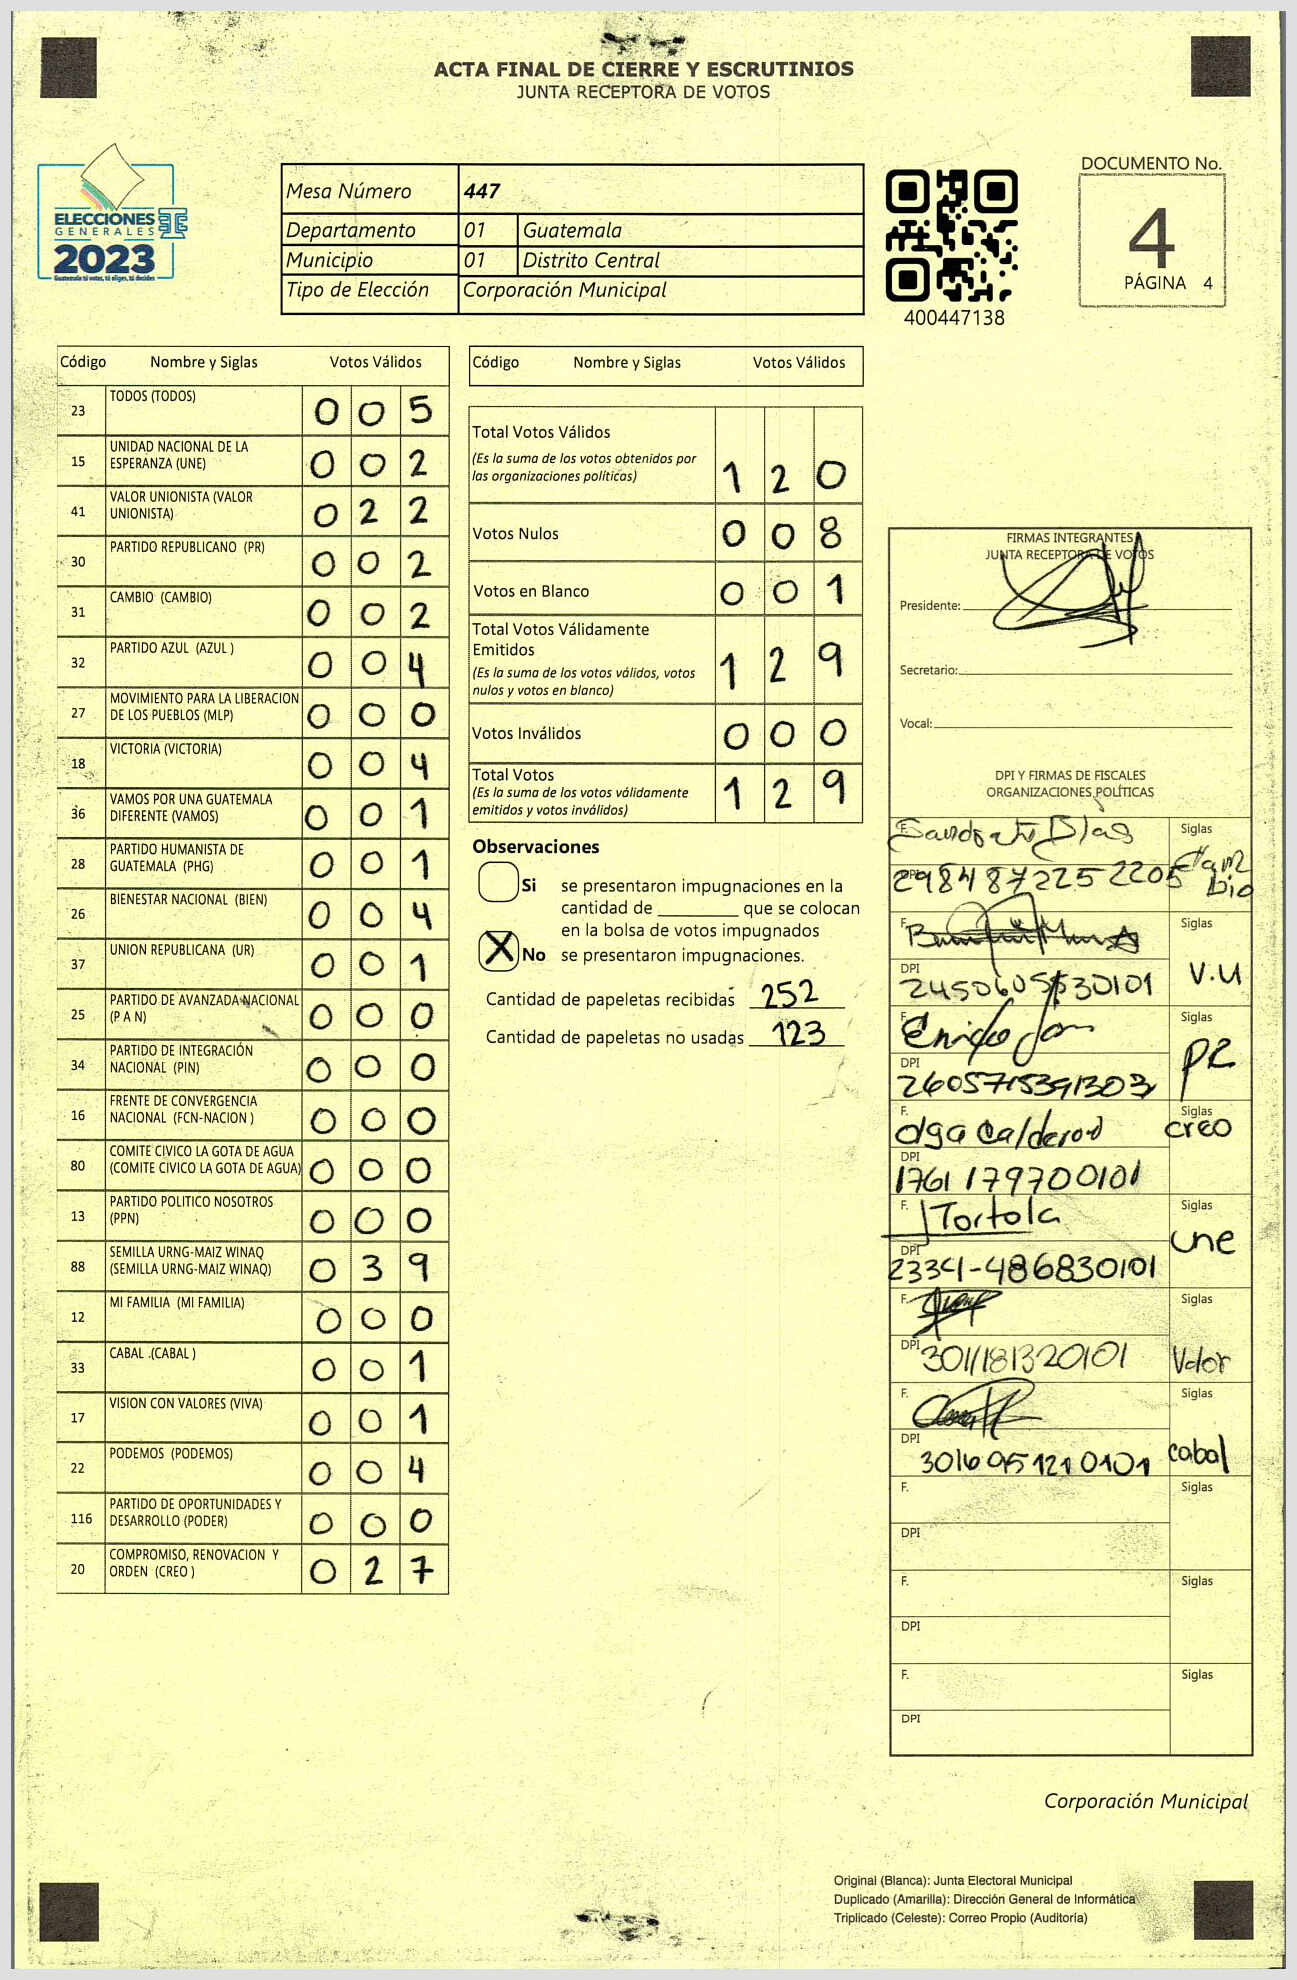 ACTA FINAL DE CIERRE Y ESCRUTINIOS
JUNTA RECEPTORA DE VOTOS
ELECCIONES
GENERALES
2023
Guatemala tú votas, tú eliges, tú decides
Mesa Número 447
Departamento 01 Guatemala
Municipio 01 Distrito Central
Tipo de Elección Corporación Municipal
400447138
DOCUMENTO No.
4
PÁGINA 4
Código Nombre y Siglas Votos Válidos
23 TODOS (TODOS) 0 0 5
15 UNIDAD NACIONAL DE LA
ESPERANZA (UNE) 0 0 2
41 VALOR UNIONISTA (VALOR
UNIONISTA) 0 2 2
30 PARTIDO REPUBLICANO (PR) 0 0 2
31 CAMBIO (CAMBIO) 0 0 2
32 PARTIDO AZUL (AZUL ) 0 0 4
27 MOVIMIENTO PARA LA LIBERACION
DE LOS PUEBLOS (MLP) 0 0 0
18 VICTORIA (VICTORIA) 0 0 4
36 VAMOS POR UNA GUATEMALA
DIFERENTE (VAMOS) 0 0 1
28 PARTIDO HUMANISTA DE
GUATEMALA (PHG) 0 0 1
26 BIENESTAR NACIONAL (BIEN) 0 0 4
37 UNION REPUBLICANA (UR) 0 0 1
25 PARTIDO DE AVANZADA NACIONAL
(P A N) 0 0 0
34 PARTIDO DE INTEGRACIÓN
NACIONAL (PIN) 0 0 0
16 FRENTE DE CONVERGENCIA
NACIONAL (FCN-NACION ) 0 0 0
80 COMITE CÍVICO LA GOTA DE AGUA
(COMITE CÍVICO LA GOTA DE AGUA) 0 0 0
13 PARTIDO POLITICO NOSOTROS
(PPN) 0 0 0
88 SEMILLA URNG-MAIZ WINAQ
(SEMILLA URNG-MAIZ WINAQ) 0 3 9
12 MI FAMILIA (MI FAMILIA) 0 0 0
33 CABAL .(CABAL ) 0 0 1
17 VISION CON VALORES (VIVA) 0 0 1
22 PODEMOS (PODEMOS) 0 0 4
116 PARTIDO DE OPORTUNIDADES Y
DESARROLLO (PODER) 0 0 0
20 COMPROMISO, RENOVACION Y
ORDEN (CREO ) 0 2 7
Código Nombre y Siglas Votos Válidos
Total Votos Válidos
(Es la suma de los votos obtenidos por
las organizaciones políticas) 1 2 0
Votos Nulos 0 0 8
Votos en Blanco 0 0 1
Total Votos Válidamente
Emitidos
(Es la suma de los votos válidos, votos
nulos y votos en blanco) 1 2 9
Votos Inválidos 0 0 0
Total Votos
(Es la suma de los votos válidamente
emitidos y votos inválidos) 1 2 9
Observaciones
Si se presentaron impugnaciones en la
cantidad de ________ que se colocan
en la bolsa de votos impugnados
X No se presentaron impugnaciones.
Cantidad de papeletas recibidas 252
Cantidad de papeletas no usadas 123
FIRMAS INTEGRANTES
JUNTA RECEPTORA DE VOTOS
Presidente:
Secretario:
Vocal:
DPI Y FIRMAS DE FISCALES
ORGANIZACIONES POLÍTICAS
F. Blas Siglas
DPI 2984872252205 Cambio
F. Siglas
DPI V.U
F. Siglas
DPI 2605715391303 PR
F. Olga Calderon Siglas creo
DPI 1761179700101
F. J Tortola Siglas
DPI une
F. Siglas
DPI 3011181320101 Valor
F. Siglas
DPI 3016095121 0101 cabal
F. Siglas
DPI
F. Siglas
DPI
F. Siglas
DPI
Corporación Municipal
Original (Blanca): Junta Electoral Municipal
Duplicado (Amarilla): Dirección General de Informática
Triplicado (Celeste): Correo Propio (Auditoría)